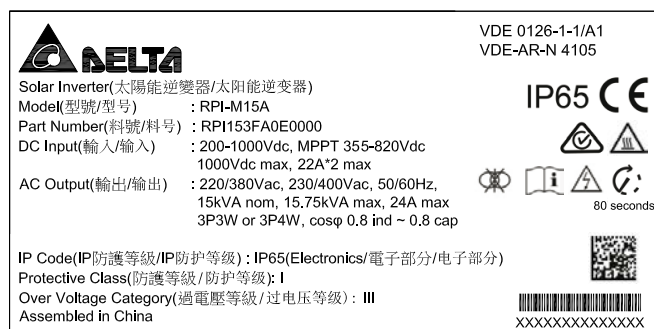 DELTA
VDE 0126-1-1/A1
VDE-AR-N 4105
Solar Inverter(太陽能逆變器/太阳能逆变器)
IP65 CE
Model(型號/型号) : RPI-M15A
Part Number(料號/料号) : RPI153FA0E0000
DC Input(輸入/输入) : 200-1000Vdc, MPPT 355-820Vdc
1000Vdc max, 22A*2 max
AC Output(輸出/输出) : 220/380Vac, 230/400Vac, 50/60Hz,
15kVA nom, 15.75kVA max, 24A max
3P3W or 3P4W, cosφ 0.8 ind ~ 0.8 cap
80 seconds
IP Code(IP防護等級/IP防护等级) : IP65(Electronics/電子部分/电子部分)
Protective Class(防護等級/防护等级): I
Over Voltage Category(過電壓等級/过电压等级) : III
Assembled in China
XXXXXXXXXXXXXX